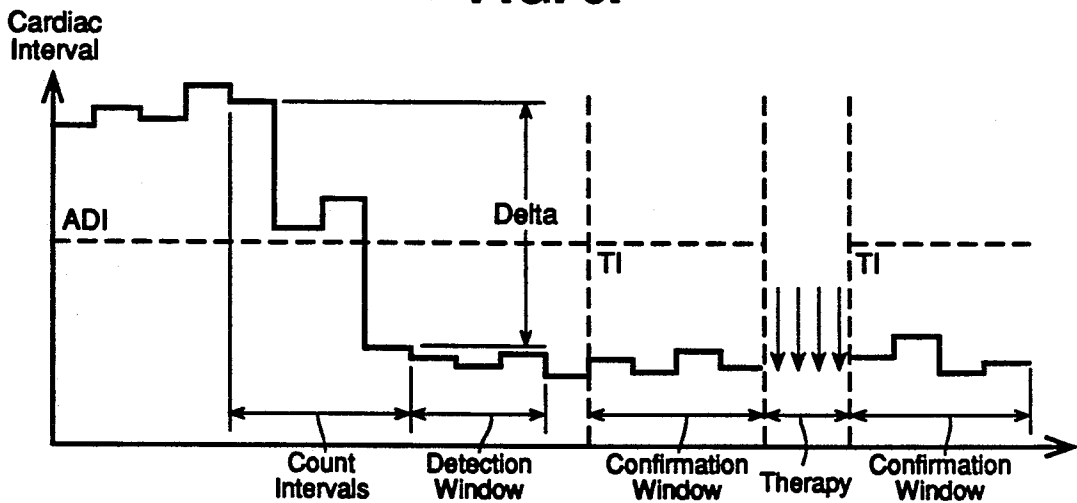 Cardiac
Interval
ADI
Delta
TI
TI
Count
Intervals
Detection
Window
Confirmation
Window
Therapy
Confirmation
Window